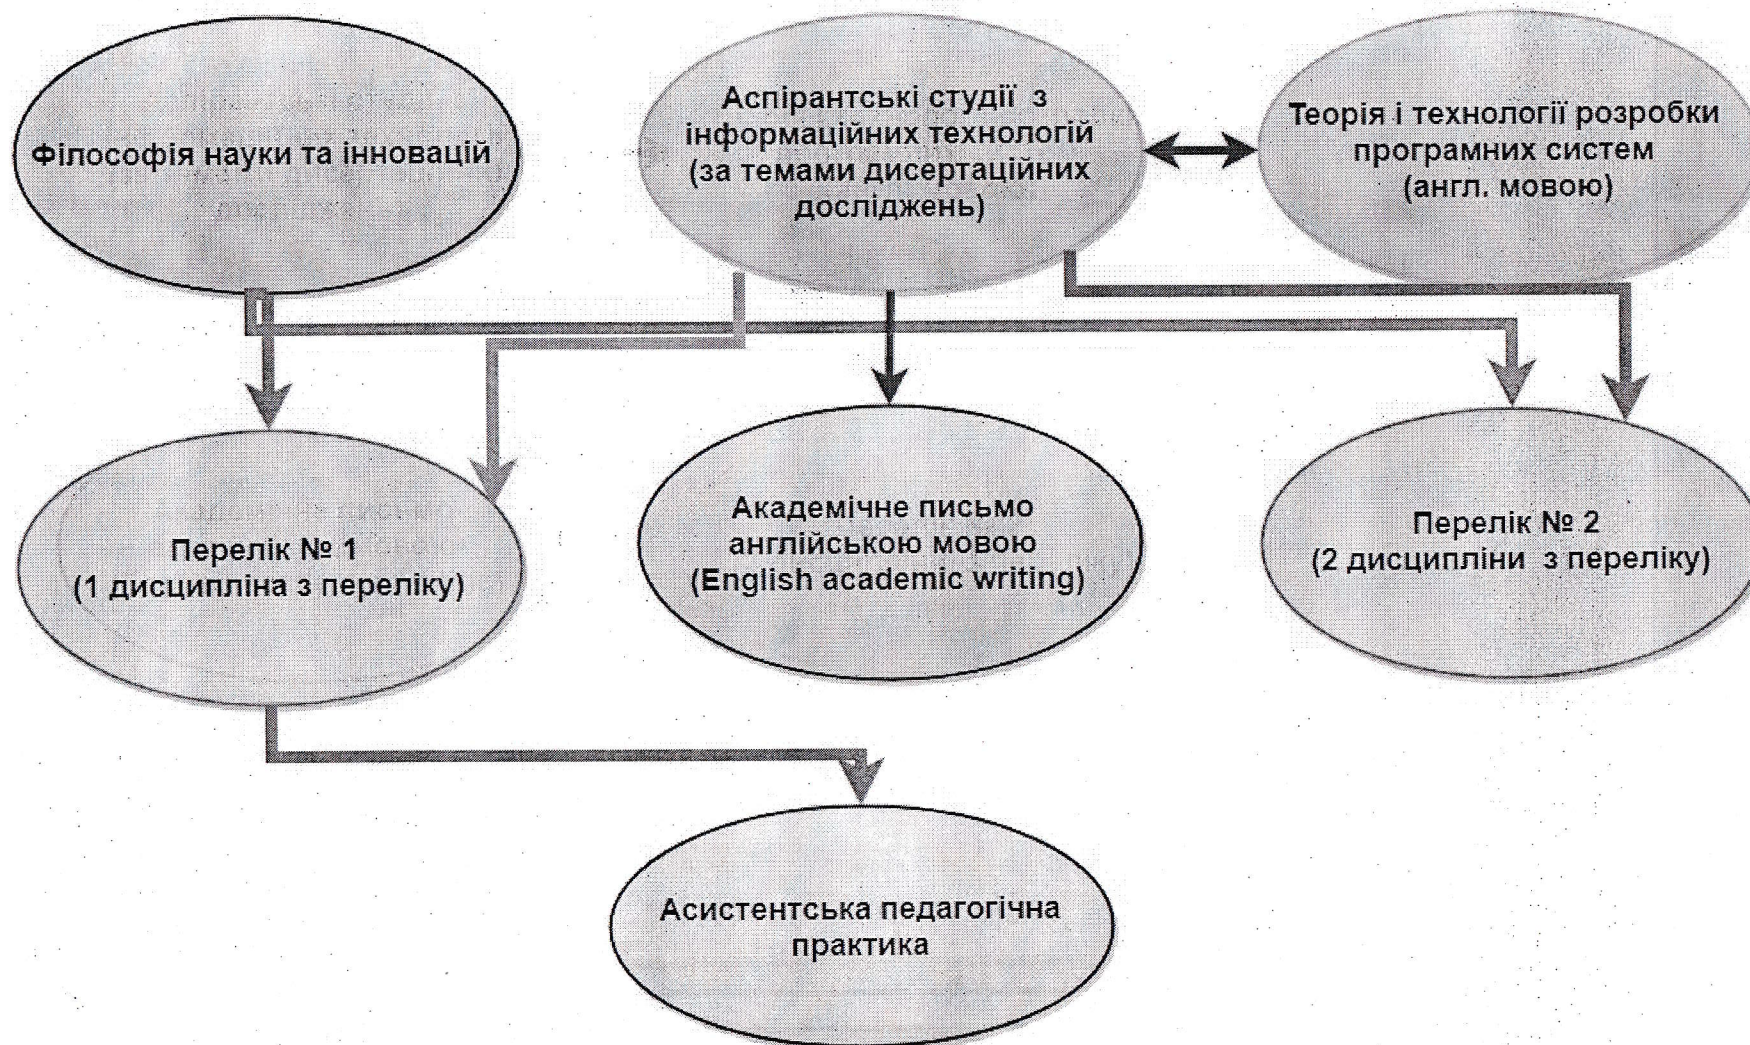 Філософія науки та інновацій
Аспірантські студії з
інформаційних технологій
(за темами дисертаційних
досліджень)
Теорія і технології розробки
програмних систем
(англ. мовою)
Перелік № 1
(1 дисципліна з переліку)
Академічне письмо
англійською мовою
(English academic writing)
Перелік № 2
(2 дисципліни з переліку)
Асистентська педагогічна
практика